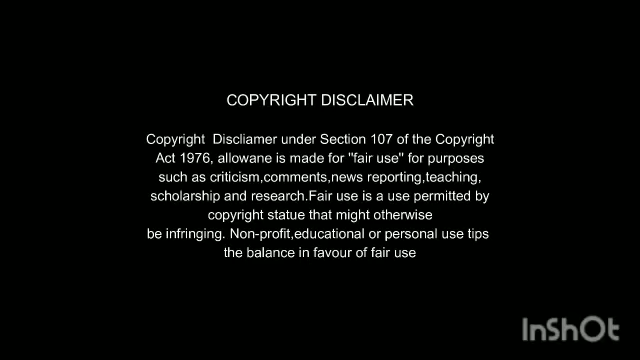 COPYRIGHT DISCLAIMER
Copyright Discliamer under Section 107 of the Copyright
Act 1976, allowane is made for "fair use" for purposes
such as criticism,comments,news reporting,teaching,
scholarship and research.Fair use is a use permitted by
copyright statue that might otherwise
be infringing. Non-profit,educational or personal use tips
the balance in favour of fair use
InShOt